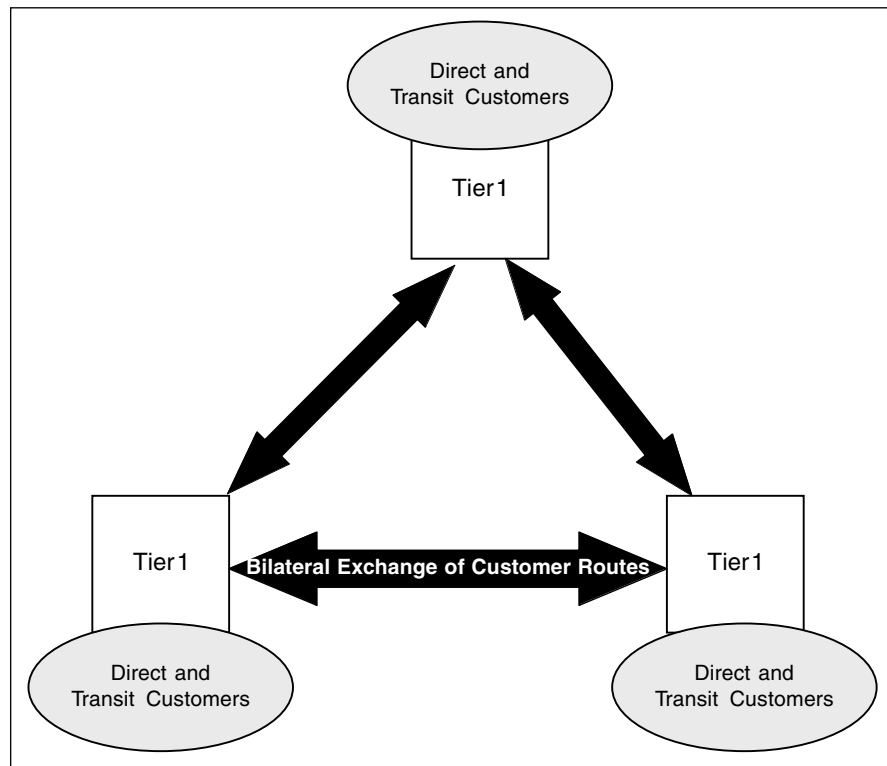 Direct and
Transit Customers
Tier1
Tier1
Bilateral Exchange of Customer Routes
Tier1
Direct and
Transit Customers
Direct and
Transit Customers